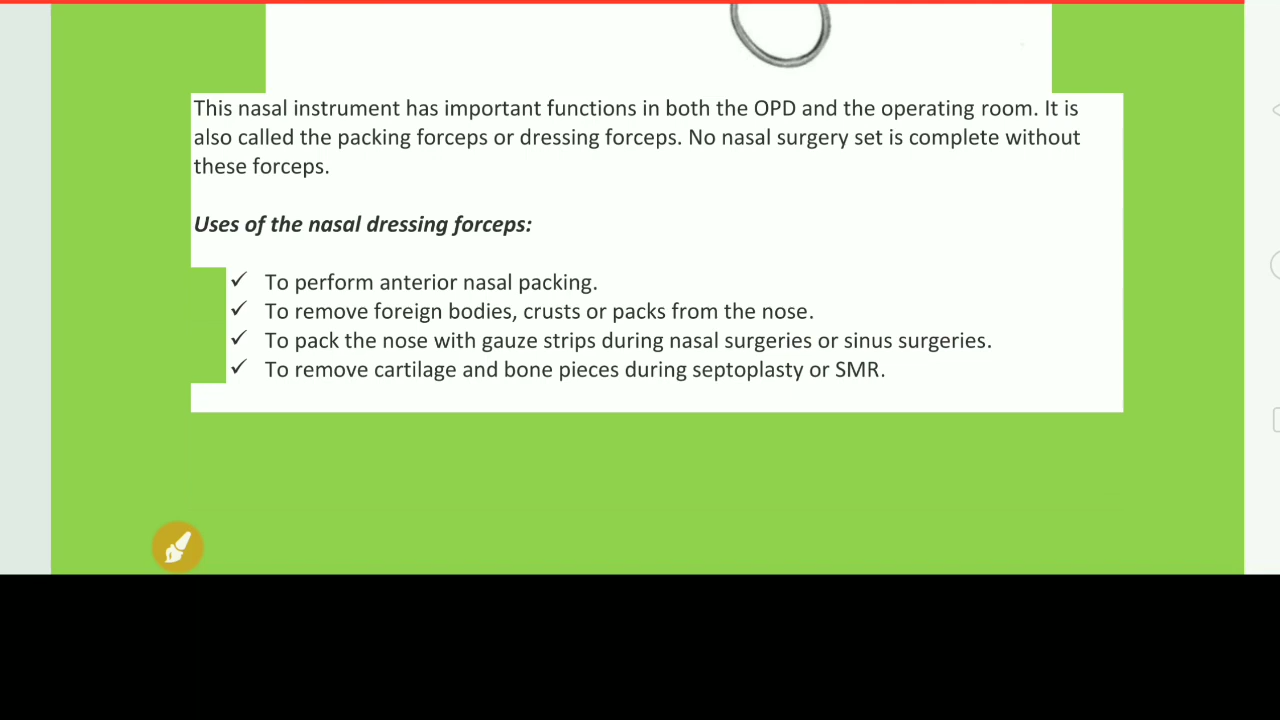 This nasal instrument has important functions in both the OPD and the operating room. It is
also called the packing forceps or dressing forceps. No nasal surgery set is complete without
these forceps.
Uses of the nasal dressing forceps:
✓ To perform anterior nasal packing.
✓ To remove foreign bodies, crusts or packs from the nose.
✓ To pack the nose with gauze strips during nasal surgeries or sinus surgeries.
✓ To remove cartilage and bone pieces during septoplasty or SMR.